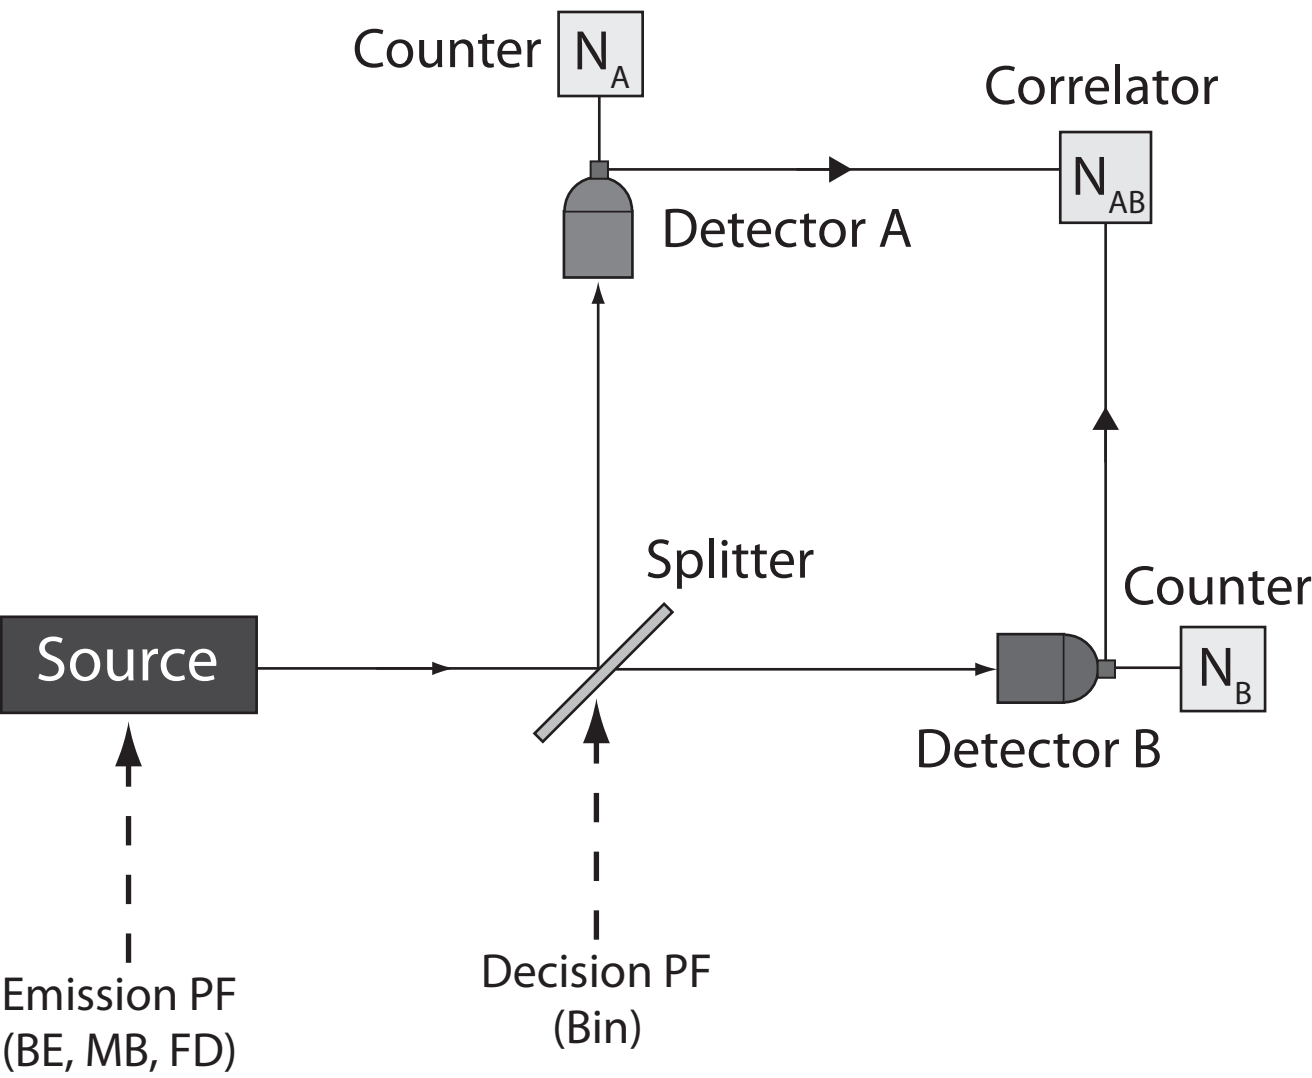 Counter
N_A
Correlator
N_AB
Detector A
Splitter
Counter
Source
N_B
Detector B
Decision PF
(Bin)
Emission PF
(BE, MB, FD)